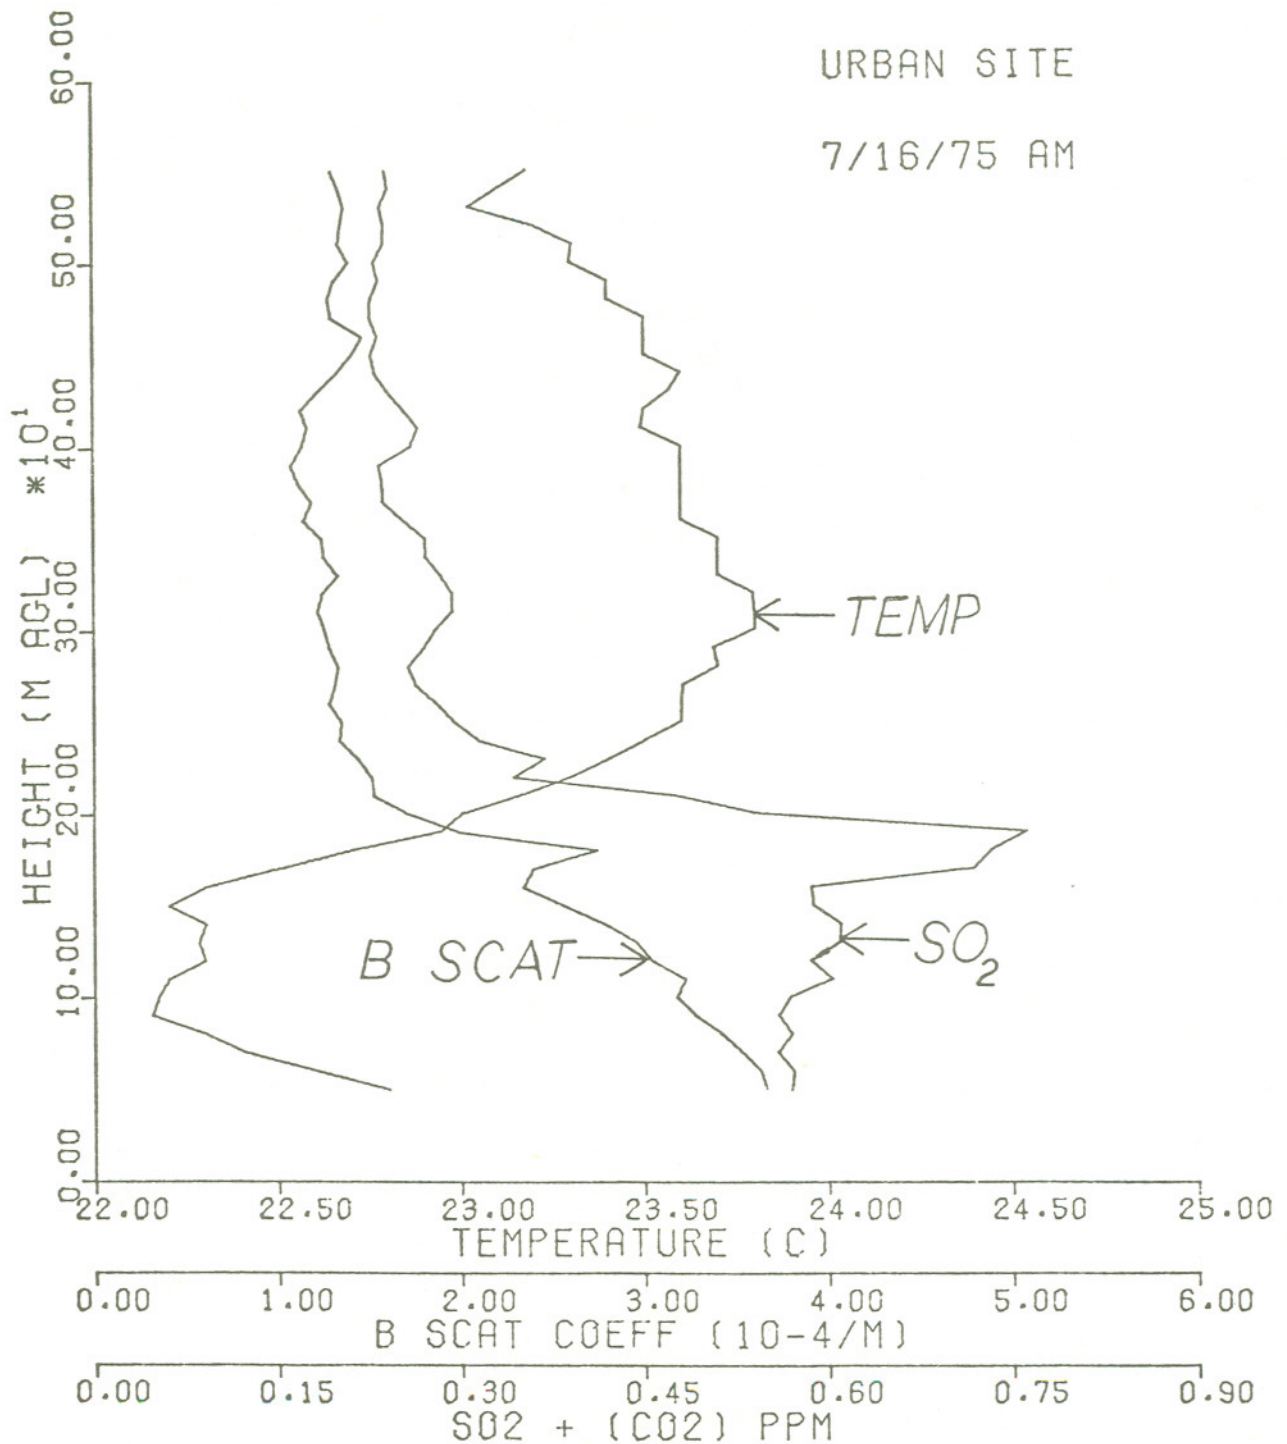 URBAN SITE
7/16/75 AM
HEIGHT (M AGL) *10¹
60.00
50.00
40.00
30.00
20.00
10.00
0.00
TEMP
B SCAT
SO₂
22.00 22.50 23.00 23.50 24.00 24.50 25.00
TEMPERATURE (C)
0.00 1.00 2.00 3.00 4.00 5.00 6.00
B SCAT COEFF (10-4/M)
0.00 0.15 0.30 0.45 0.60 0.75 0.90
SO2 + (CO2) PPM